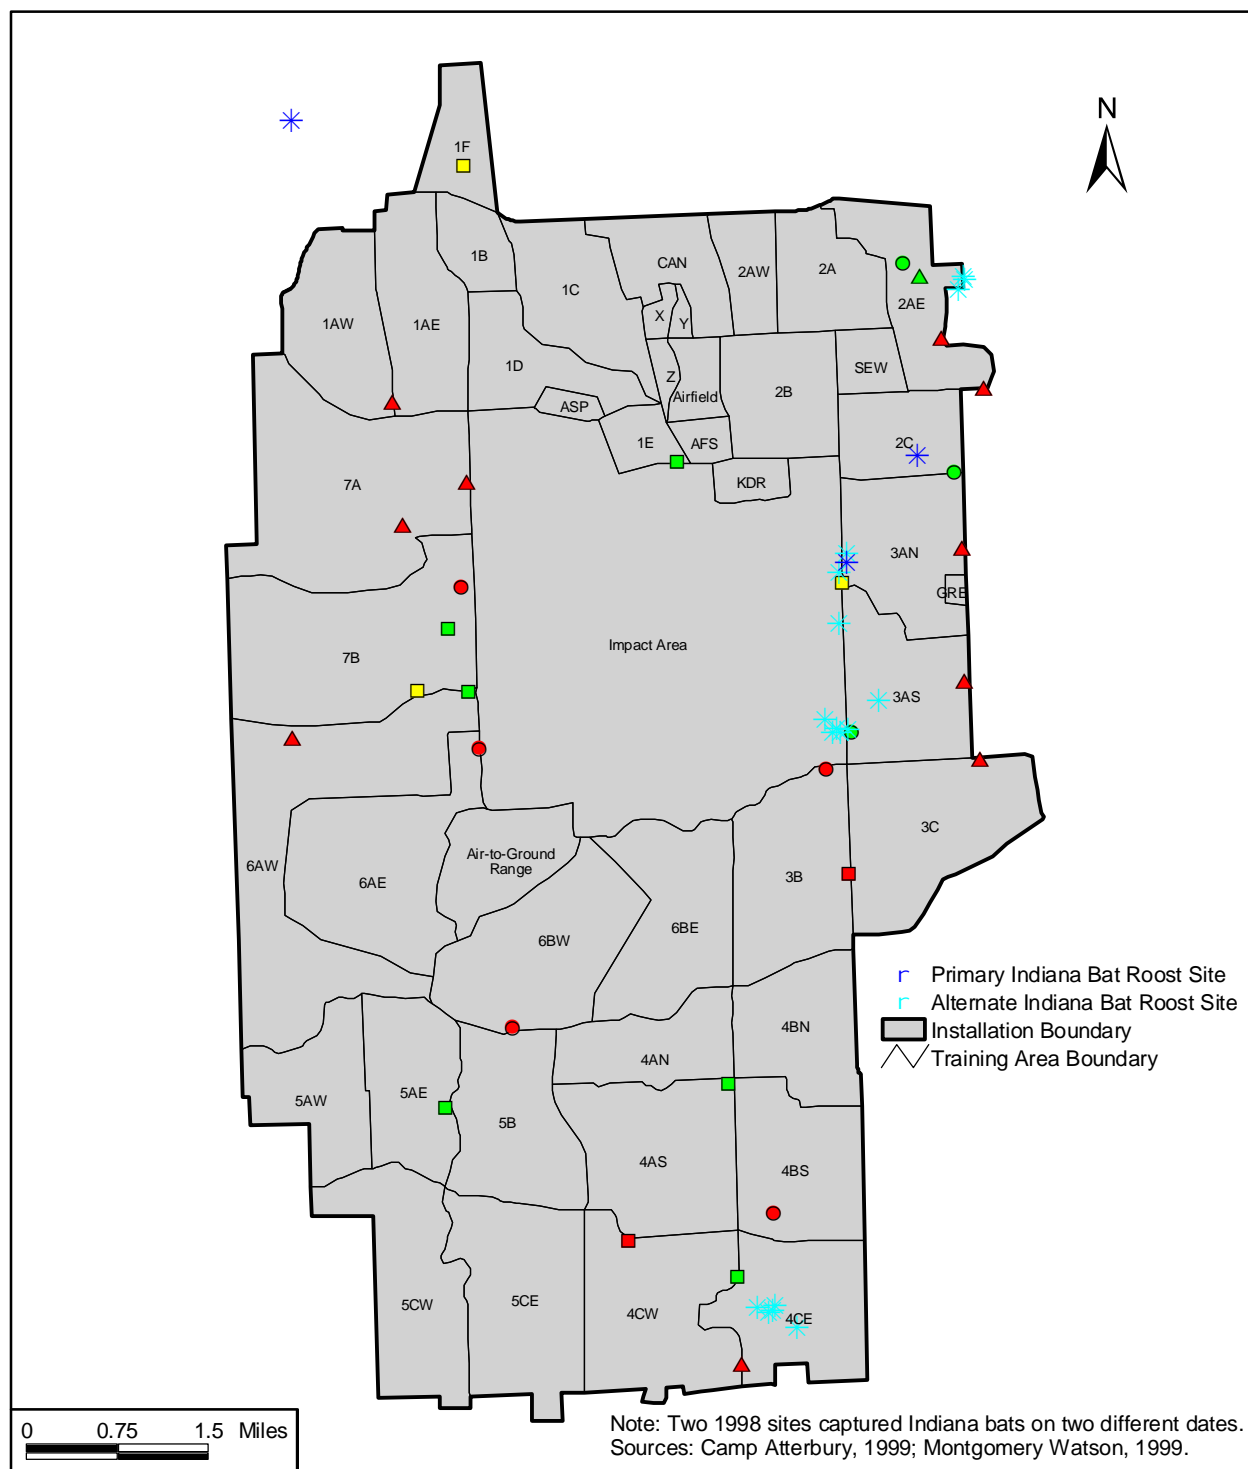 N
1F
1B
CAN
2AW
2A
1C
2AE
X
Y
1AW
1AE
1D
SEW
Z
2B
Airfield
ASP
1E
AFS
2C
7A
KDR
3AN
GRE
Impact Area
7B
3AS
3C
Air-to-Ground
Range
6AW
6AE
3B
6BE
6BW
r Primary Indiana Bat Roost Site
r Alternate Indiana Bat Roost Site
Installation Boundary
Training Area Boundary
4BN
4AN
5AE
5AW
5B
4AS
4BS
5CW
5CE
4CW
4CE
0 0.75 1.5 Miles
Note: Two 1998 sites captured Indiana bats on two different dates.
Sources: Camp Atterbury, 1999; Montgomery Watson, 1999.